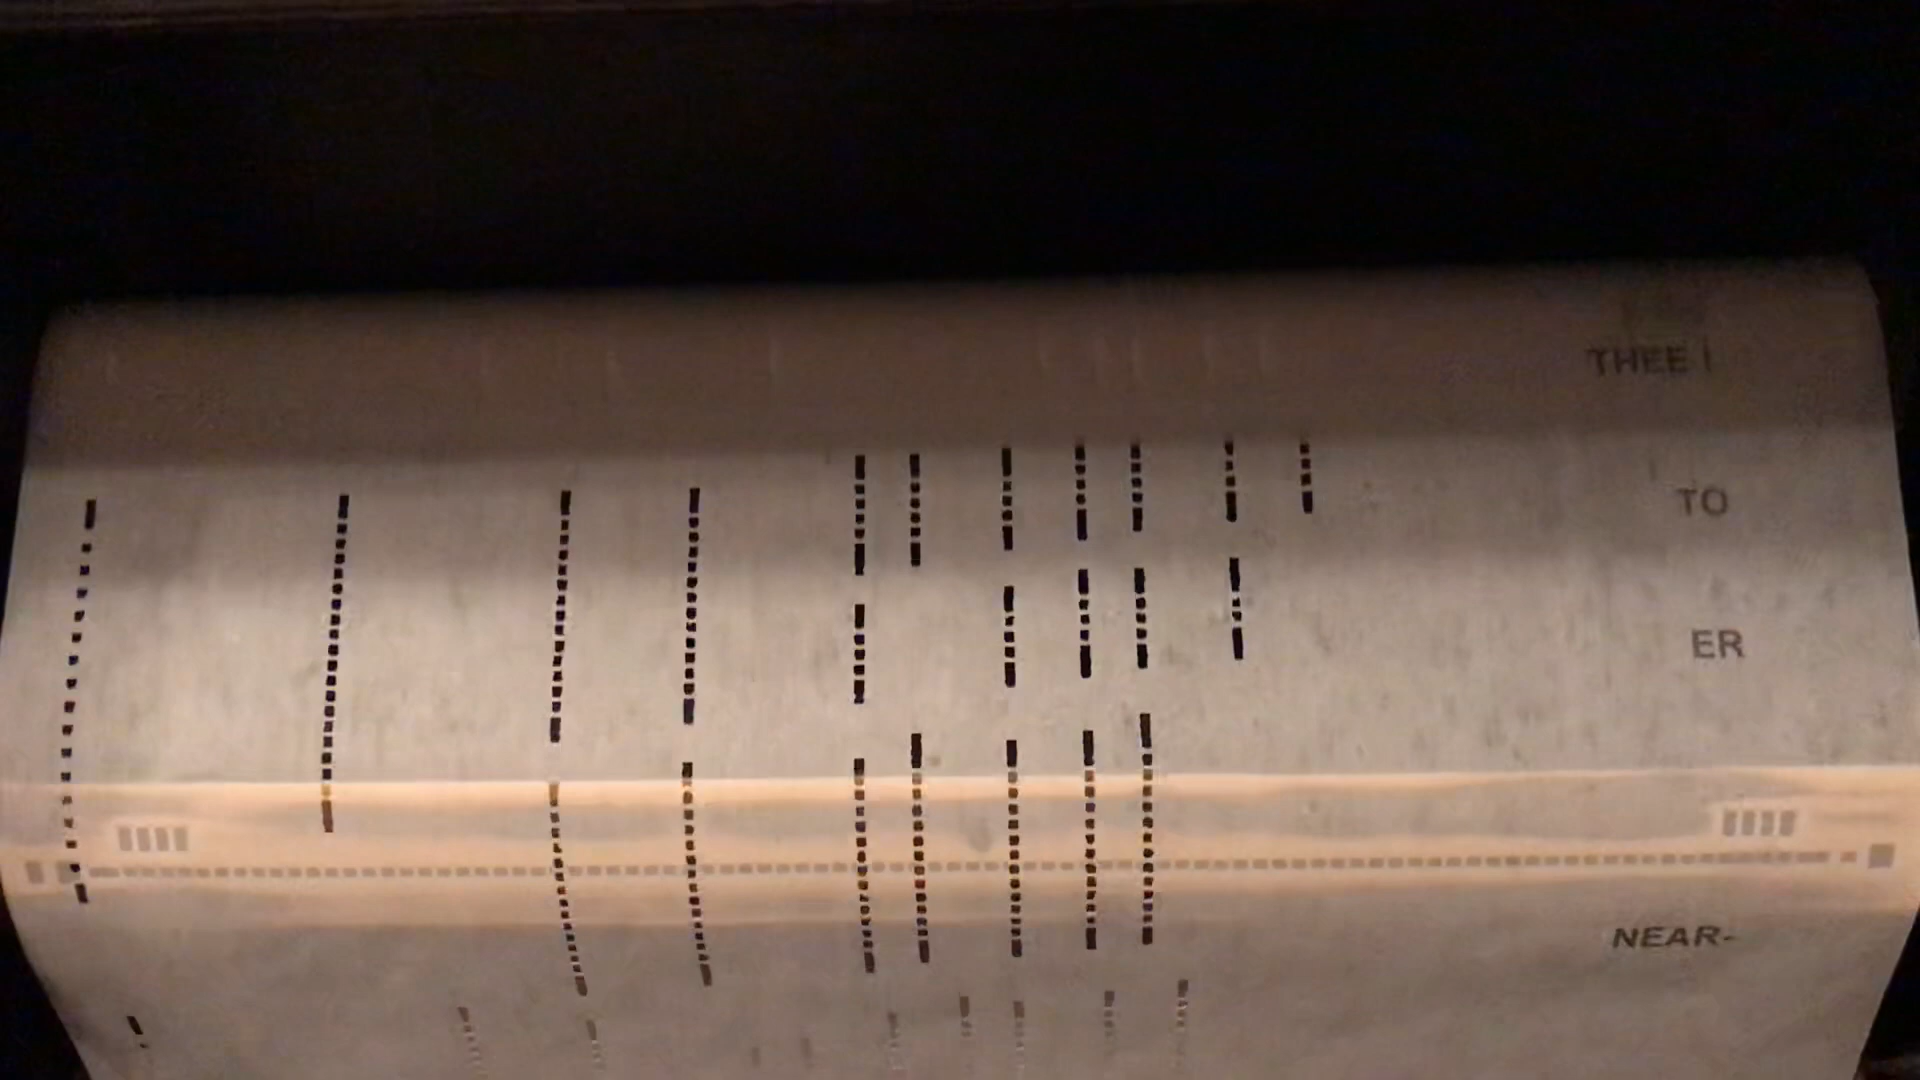 THEE !
TO
ER
NEAR-